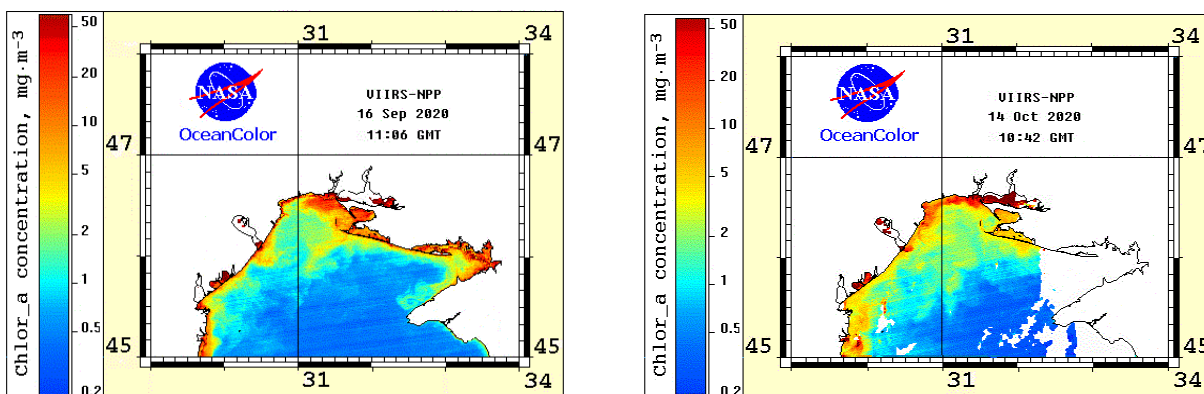 Chlor_a concentration, mg·m⁻³
50
20
10
5
2
1
0.5
0.2
31
34
47
45
31
34
NASA
OceanColor
VIIRS-NPP
16 Sep 2020
11:06 GMT
Chlor_a concentration, mg·m⁻³
50
20
10
5
2
1
0.5
0.2
31
34
47
45
31
34
NASA
OceanColor
VIIRS-NPP
14 Oct 2020
10:42 GMT
47
45